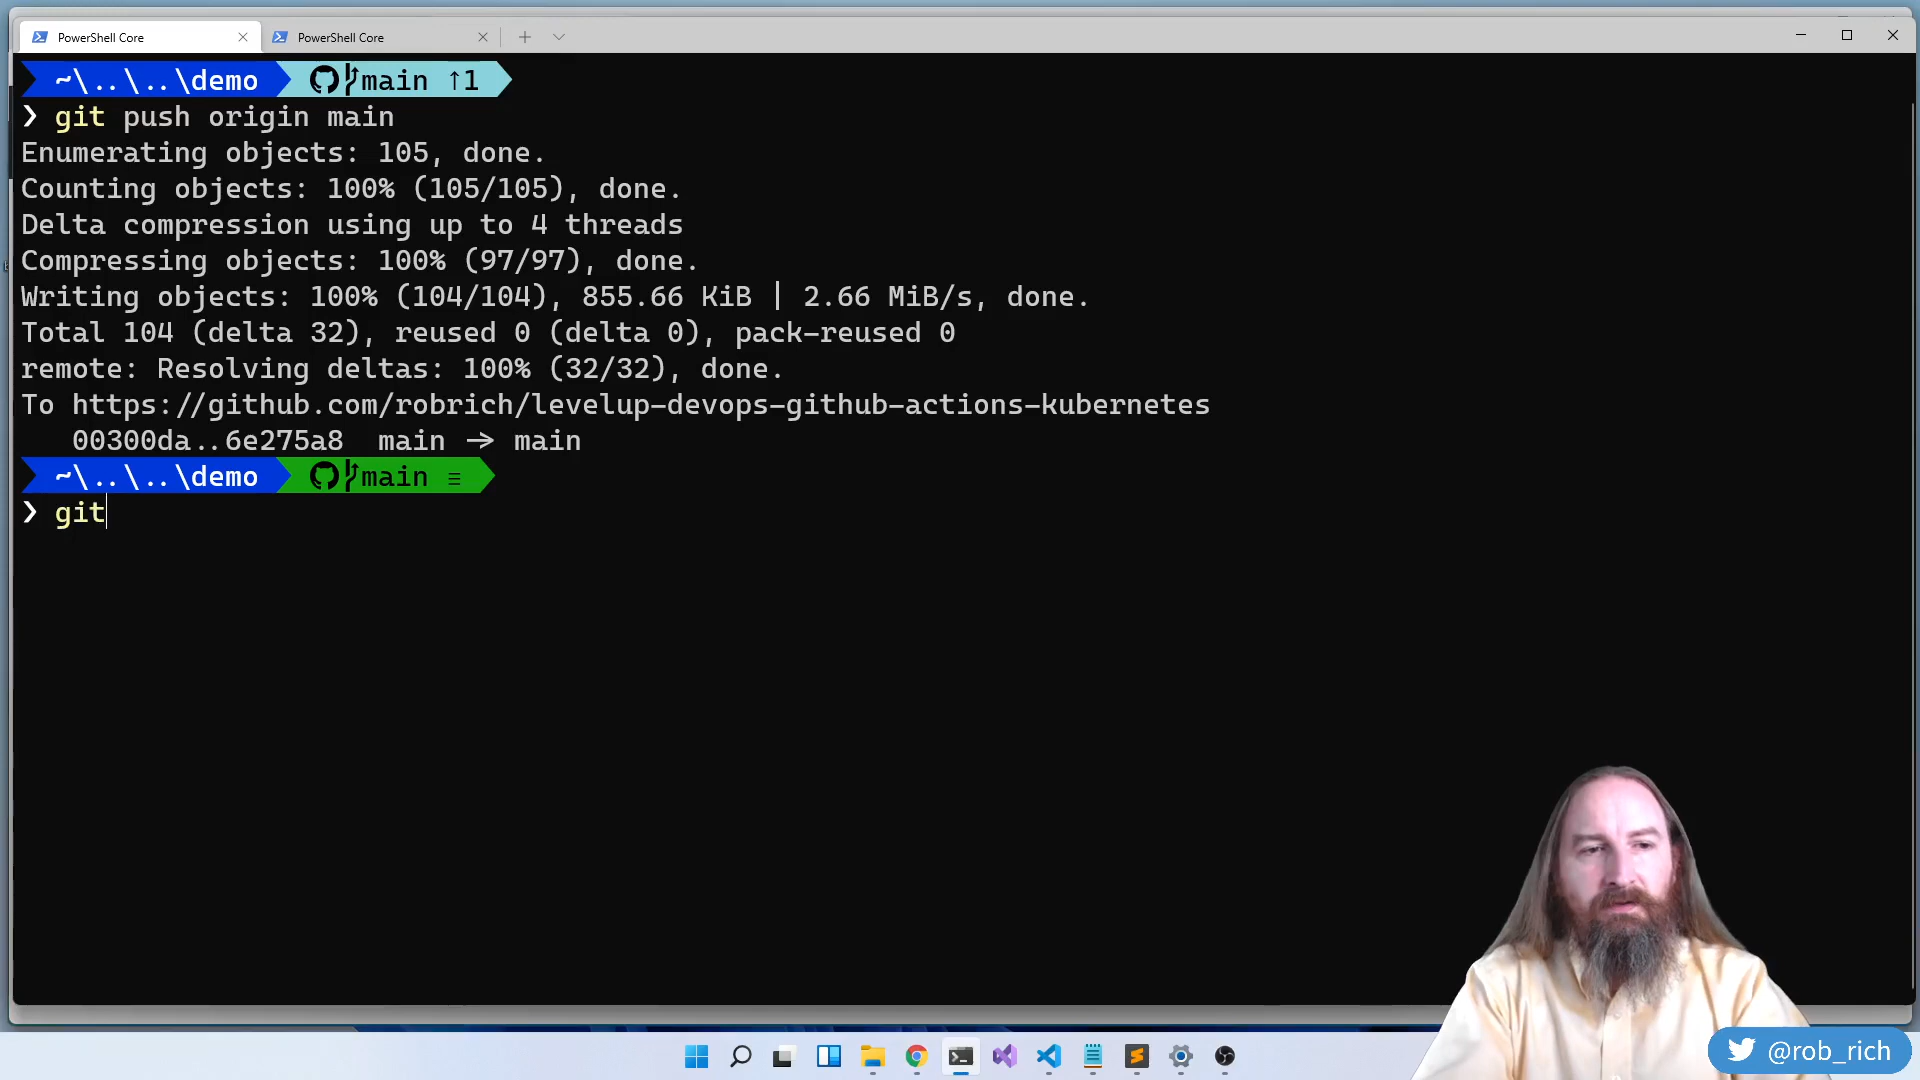 PowerShell Core
PowerShell Core
~\..\..\demo main ↑1
❯ git push origin main
Enumerating objects: 105, done.
Counting objects: 100% (105/105), done.
Delta compression using up to 4 threads
Compressing objects: 100% (97/97), done.
Writing objects: 100% (104/104), 855.66 KiB | 2.66 MiB/s, done.
Total 104 (delta 32), reused 0 (delta 0), pack-reused 0
remote: Resolving deltas: 100% (32/32), done.
To https://github.com/robrich/levelup-devops-github-actions-kubernetes
00300da..6e275a8 main -> main
~\..\..\demo main ≡
❯ git
@rob_rich